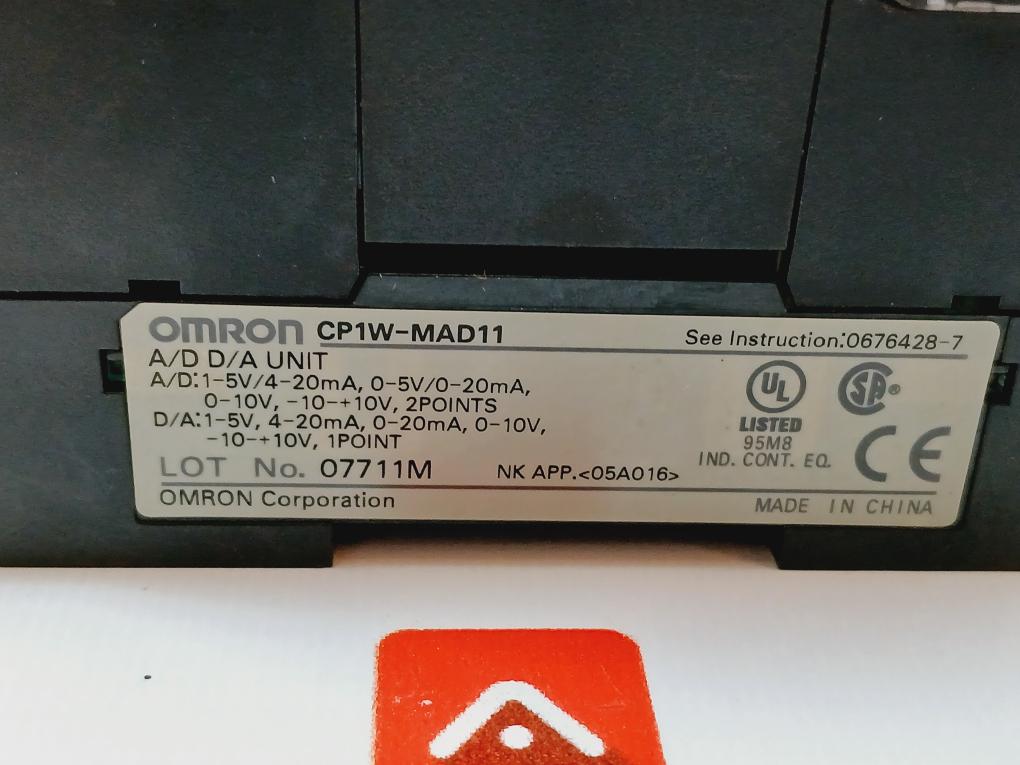 OMRON CP1W-MAD11
See Instruction:0676428-7
A/D D/A UNIT
A/D:1-5V/4-20mA, 0-5V/0-20mA,
0-10V, -10-+10V, 2POINTS
D/A:1-5V, 4-20mA, 0-20mA, 0-10V,
-10-+10V, 1POINT
UL
LISTED
95M8
IND. CONT. EQ.
SA®
CE
LOT No. 07711M
NK APP.<05A016>
OMRON Corporation
MADE IN CHINA